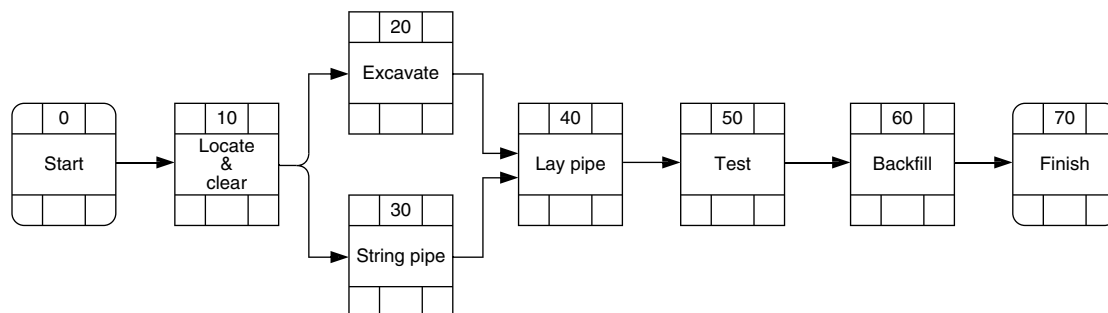 0
Start
10
Locate
&
clear
20
Excavate
30
String pipe
40
Lay pipe
50
Test
60
Backfill
70
Finish